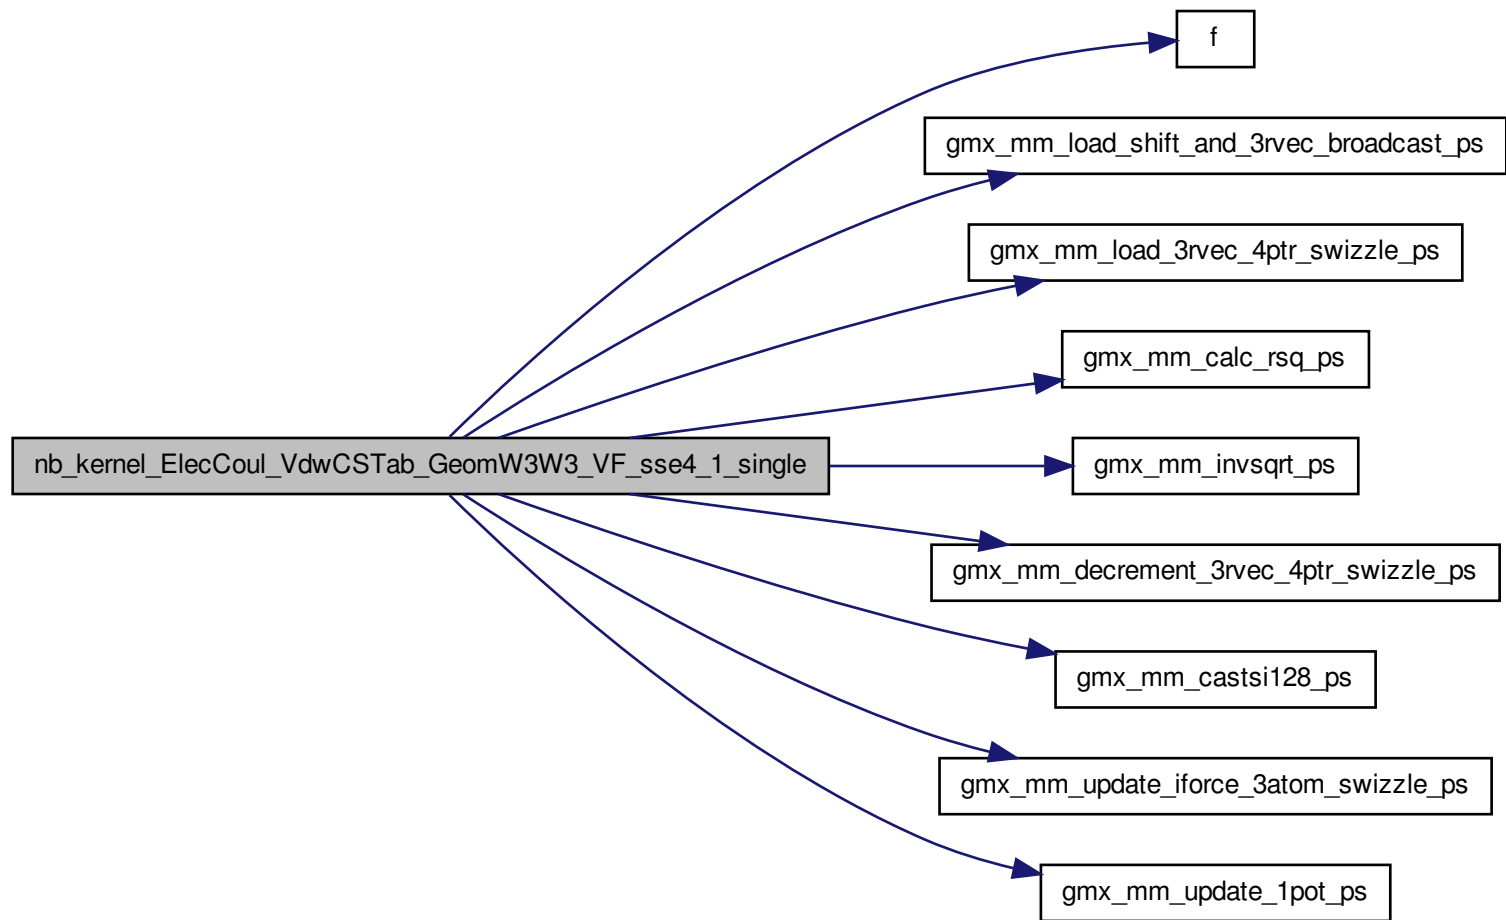 f
gmx_mm_load_shift_and_3rvec_broadcast_ps
gmx_mm_load_3rvec_4ptr_swizzle_ps
gmx_mm_calc_rsq_ps
nb_kernel_ElecCoul_VdwCSTab_GeomW3W3_VF_sse4_1_single
gmx_mm_invsqrt_ps
gmx_mm_decrement_3rvec_4ptr_swizzle_ps
gmx_mm_castsi128_ps
gmx_mm_update_iforce_3atom_swizzle_ps
gmx_mm_update_1pot_ps